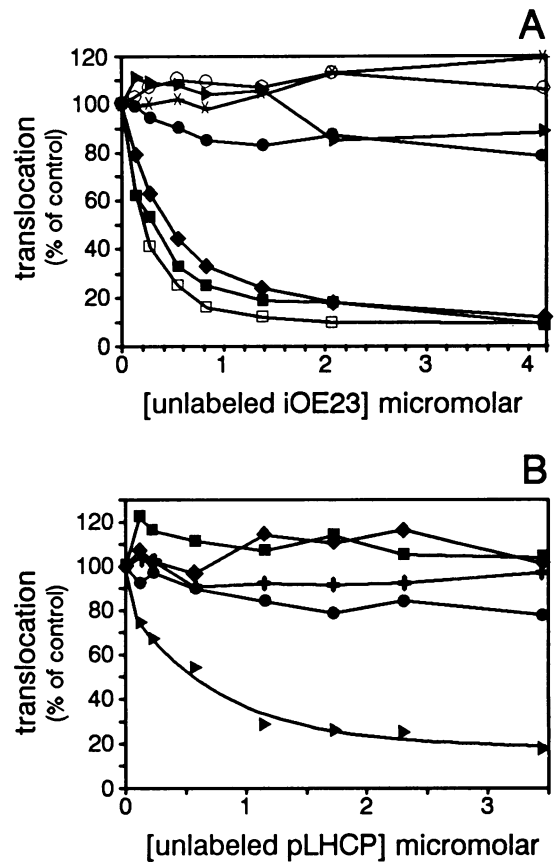 A
120
100
80
60
40
20
0
translocation
(% of control)
0 1 2 3 4
[unlabeled iOE23] micromolar
B
120
100
80
60
40
20
0
translocation
(% of control)
0 1 2 3
[unlabeled pLHCP] micromolar